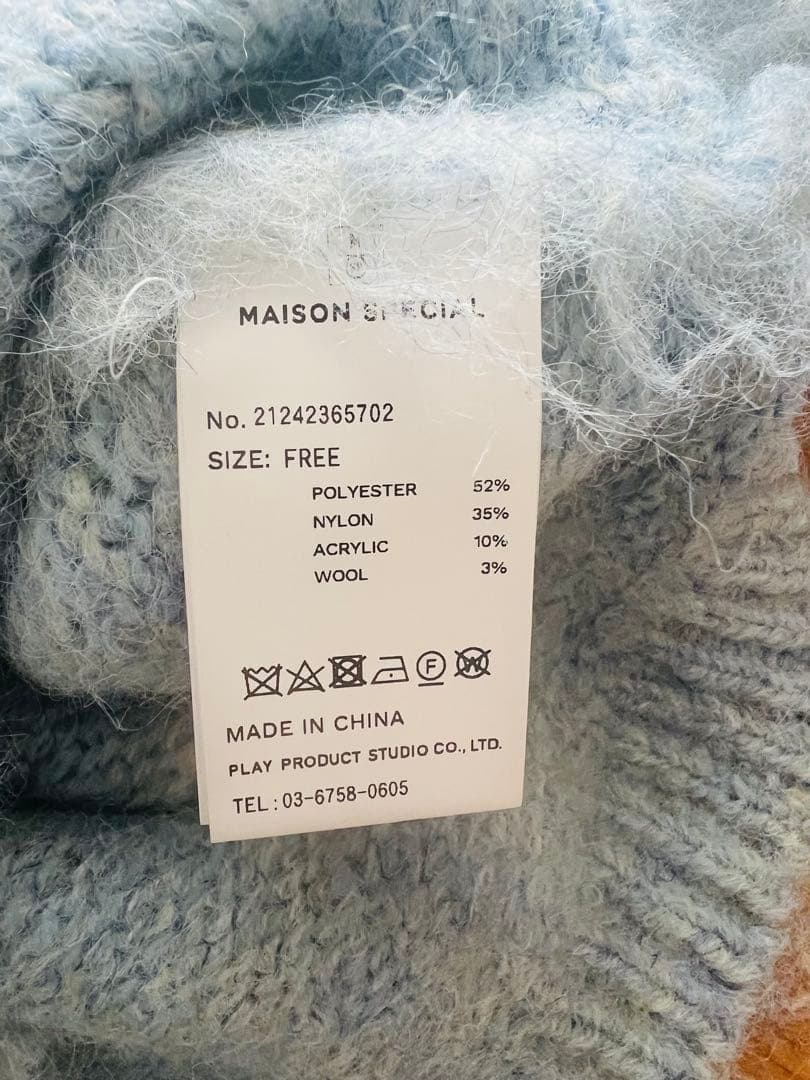 MAISON SPECIAL
No. 21242365702
SIZE: FREE
POLYESTER 52%
NYLON 35%
ACRYLIC 10%
WOOL 3%
F W
MADE IN CHINA
PLAY PRODUCT STUDIO CO., LTD.
TEL : 03-6758-0605